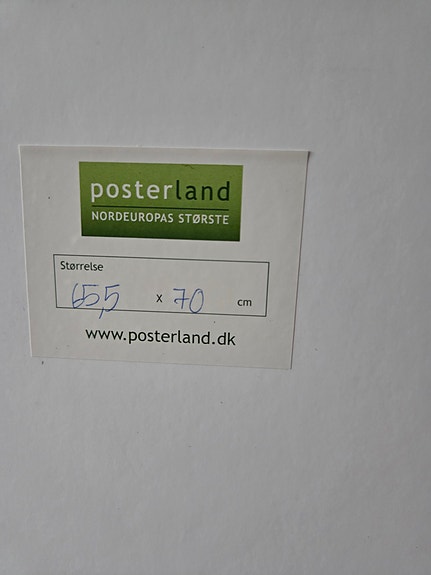 posterland
NORDEUROPAS STØRSTE
Størrelse
65,5 x 70 cm
www.posterland.dk